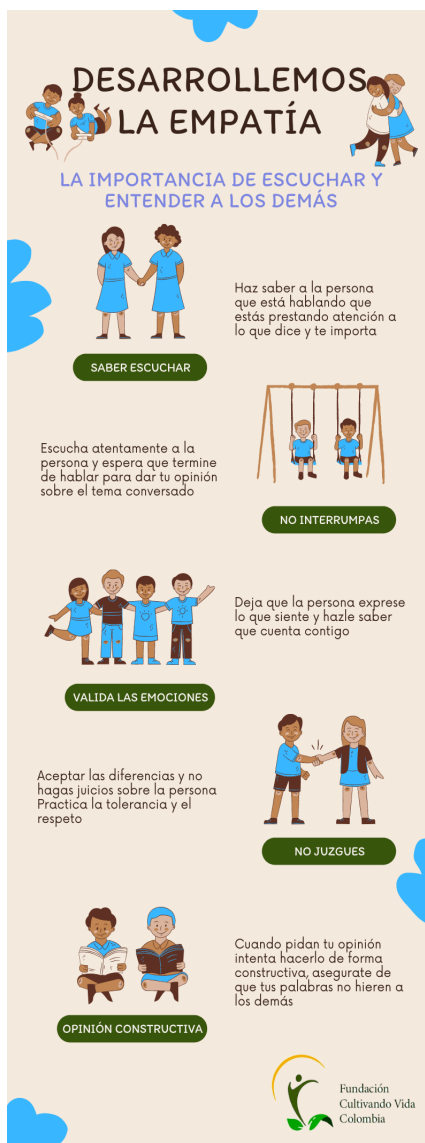 DESARROLLEMOS
LA EMPATÍA
LA IMPORTANCIA DE ESCUCHAR Y
ENTENDER A LOS DEMÁS
Haz saber a la persona
que está hablando que
estás prestando atención a
lo que dice y te importa
SABER ESCUCHAR
Escucha atentamente a la
persona y espera que termine
de hablar para dar tu opinión
sobre el tema conversado
NO INTERRUMPAS
Deja que la persona exprese
lo que siente y hazle saber
que cuenta contigo
VALIDA LAS EMOCIONES
Aceptar las diferencias y no
hagas juicios sobre la persona
Practica la tolerancia y el
respeto
NO JUZGUES
Cuando pidan tu opinión
intenta hacerlo de forma
constructiva, asegurate de
que tus palabras no hieren a
los demás
OPINIÓN CONSTRUCTIVA
Fundación
Cultivando Vida
Colombia